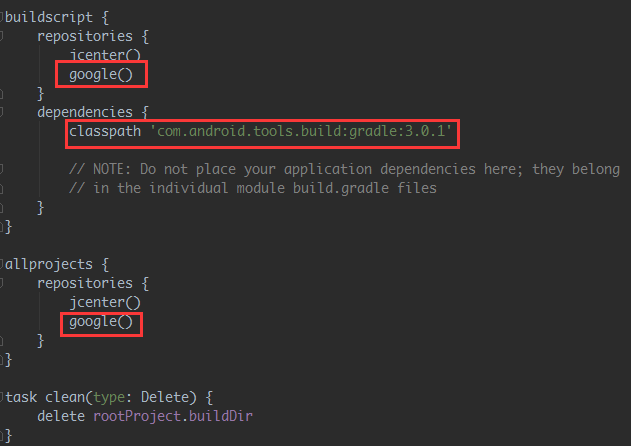 buildscript {
    repositories {
        jcenter()
        google()
    }
    dependencies {
        classpath 'com.android.tools.build:gradle:3.0.1'

        // NOTE: Do not place your application dependencies here; they belong
        // in the individual module build.gradle files
    }
}

allprojects {
    repositories {
        jcenter()
        google()
    }
}

task clean(type: Delete) {
    delete rootProject.buildDir
}